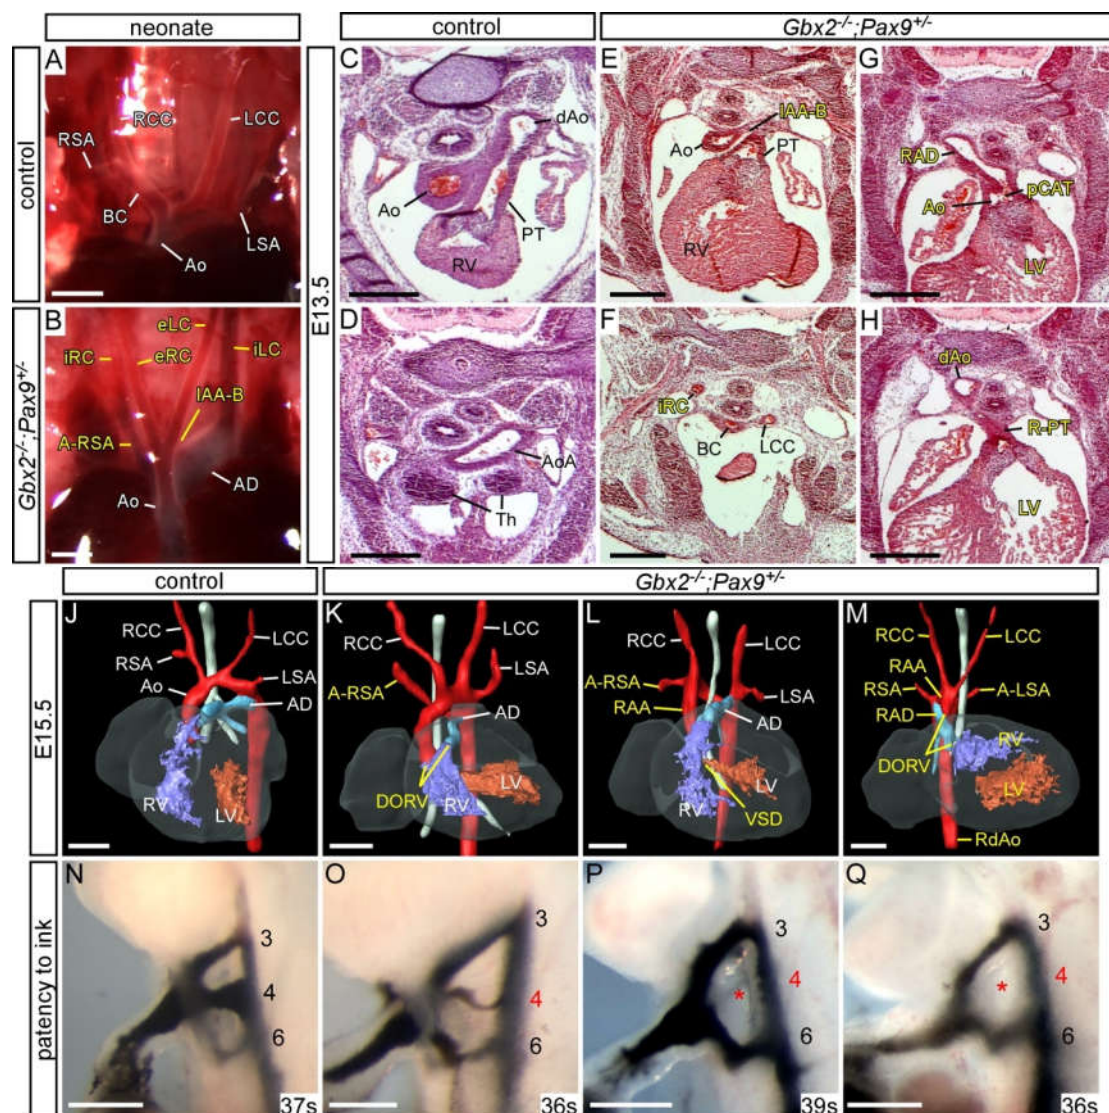 neonate
control
Gbx2-/-;Pax9+/-
control
Gbx2-/-;Pax9+/-
E13.5
A
RCC
LCC
RSA
BC
LSA
Ao
B
eLC
iRC
eRC
iLC
IAA-B
A-RSA
AD
Ao
C
dAo
Ao
PT
RV
D
AoA
Th
E
IAA-B
Ao
PT
RV
F
iRC
BC
LCC
G
RAD
pCAT
Ao
LV
H
dAo
R-PT
LV
control
Gbx2-/-;Pax9+/-
E15.5
J
RCC
LCC
RSA
LSA
Ao
AD
RV
LV
K
RCC
LCC
LSA
A-RSA
AD
DORV
RV
LV
L
RCC
LCC
A-RSA
LSA
RAA
AD
LV
RV
VSD
M
RCC
LCC
RAA
RSA
A-LSA
RAD
RV
DORV
LV
RdAo
patency to ink
N
3
4
6
37s
O
3
4
6
36s
P
3
*
4
6
39s
Q
3
*
4
6
36s